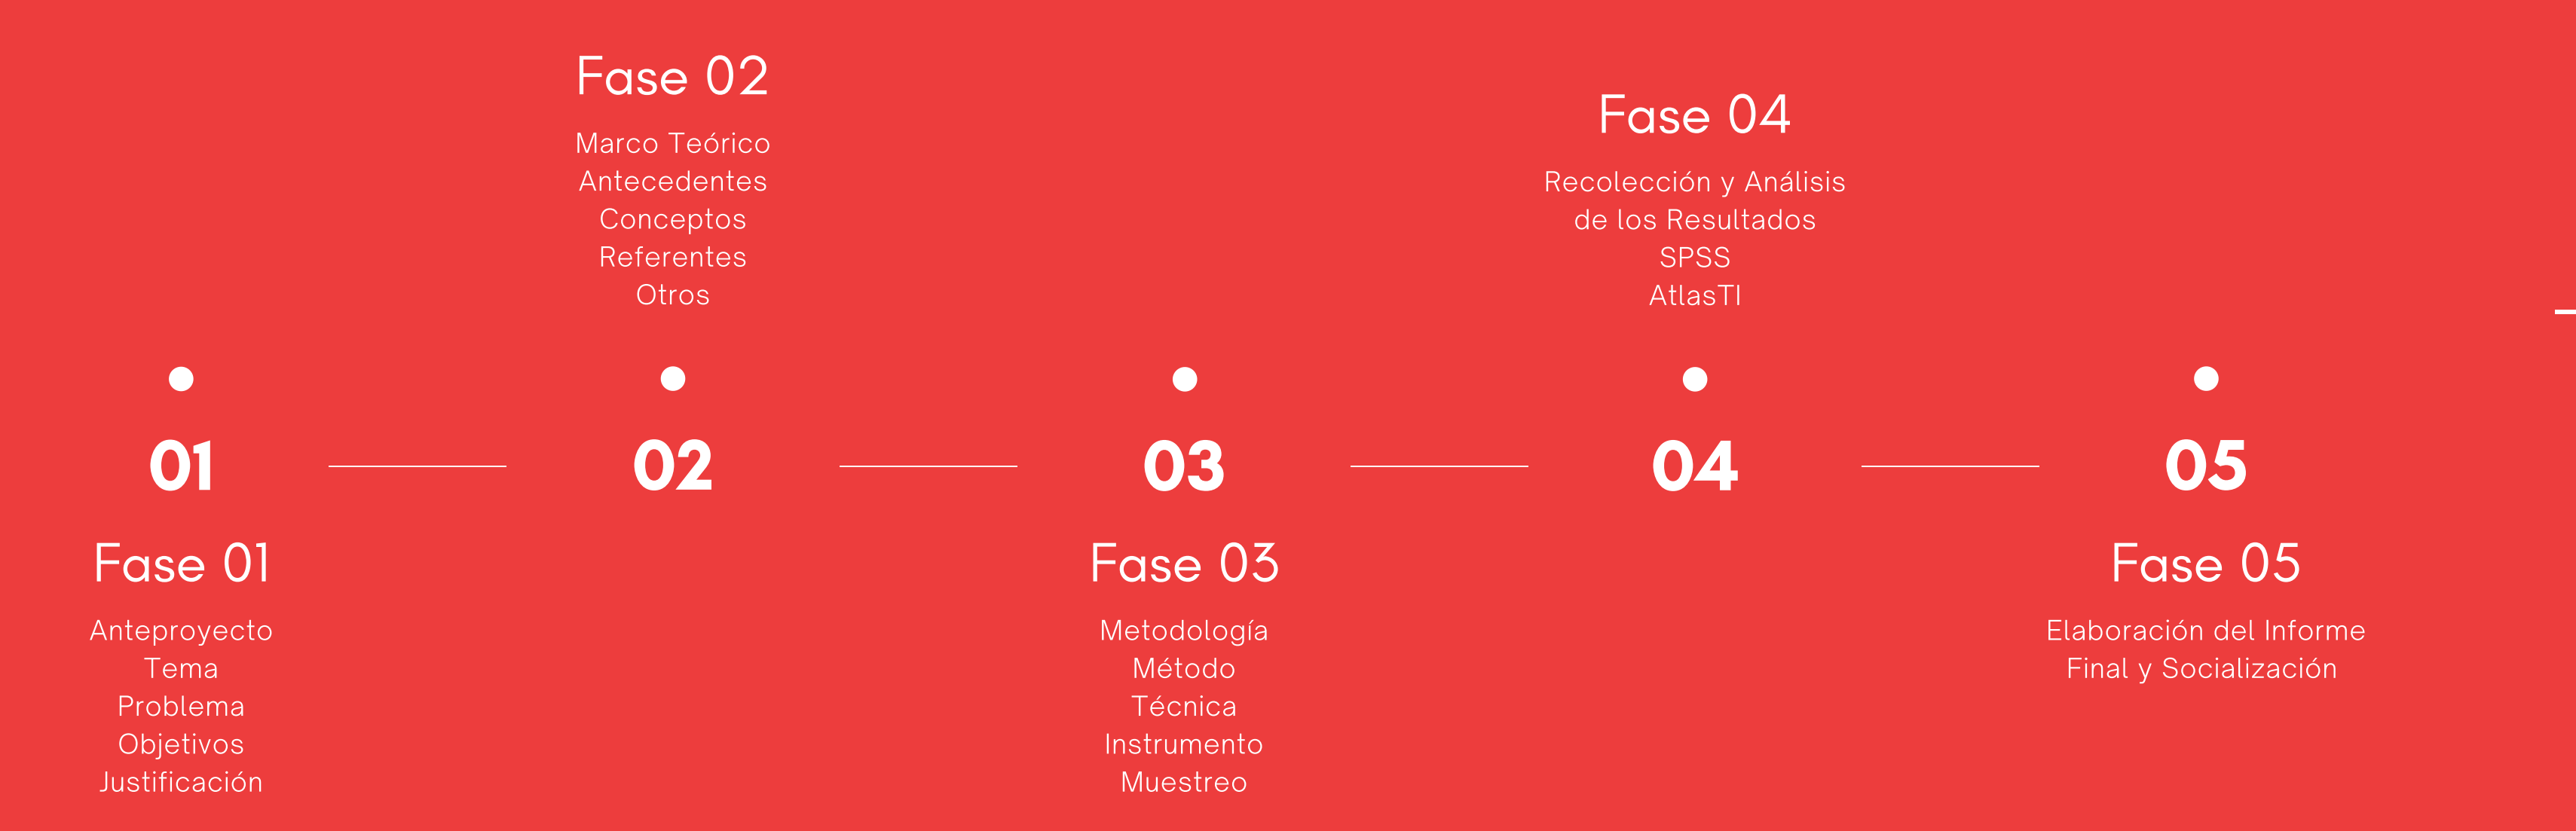 Fase 02
Marco Teórico
Antecedentes
Conceptos
Referentes
Otros
Fase 04
Recolección y Análisis
de los Resultados
SPSS
AtlasTI
01
02
03
04
05
Fase 01
Anteproyecto
Tema
Problema
Objetivos
Justificación
Fase 03
Metodología
Método
Técnica
Instrumento
Muestreo
Fase 05
Elaboración del Informe
Final y Socialización